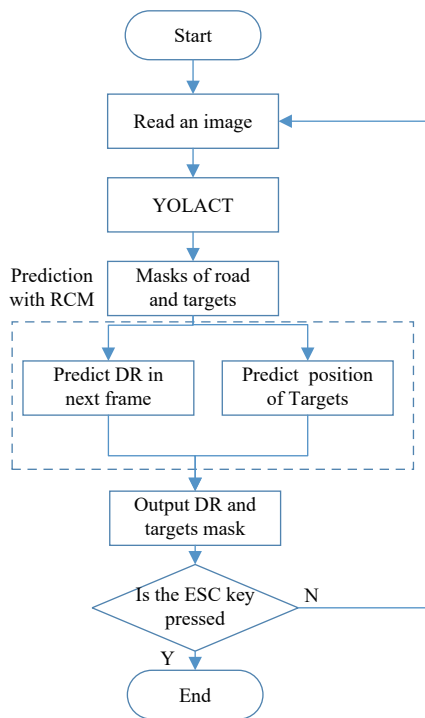 Start
Read an image
YOLACT
Prediction
with RCM
Masks of road
and targets
Predict DR in
next frame
Predict position
of Targets
Output DR and
targets mask
Is the ESC key
pressed
N
Y
End